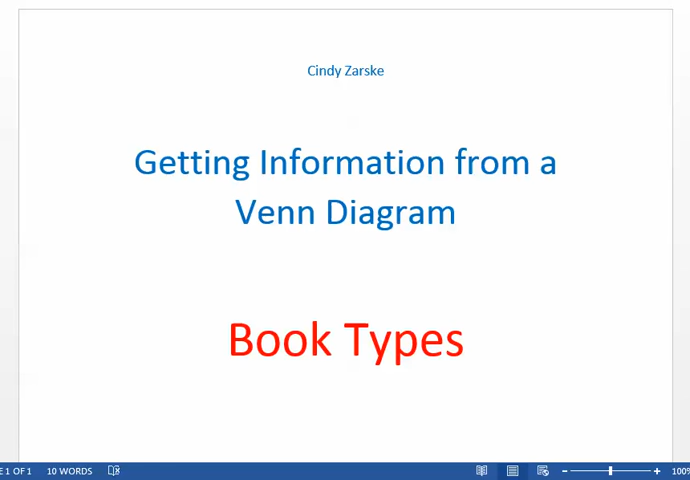 Cindy Zarske
Getting Information from a
Venn Diagram
Book Types
1 OF 1 10 WORDS 100%